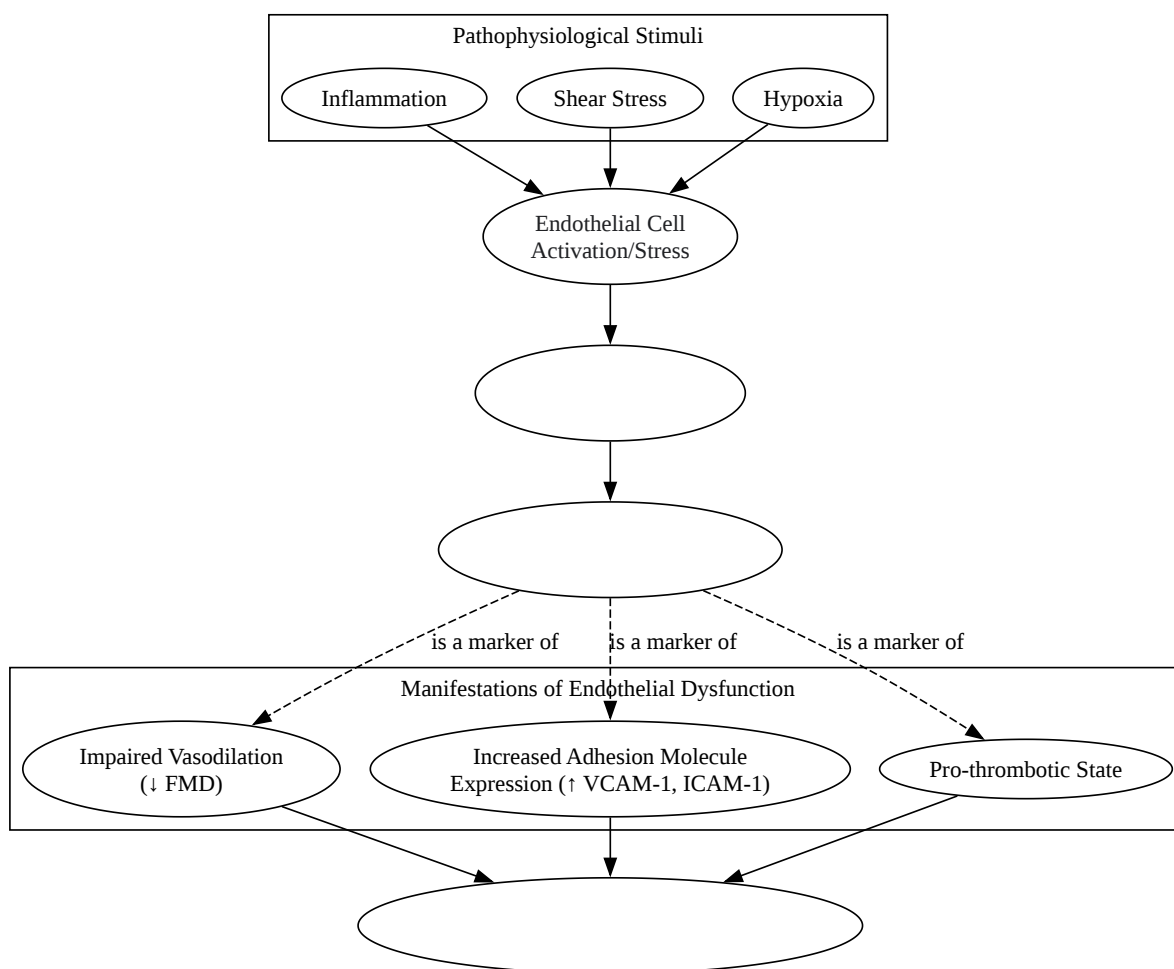 Pathophysiological Stimuli
Inflammation
Shear Stress
Hypoxia
Endothelial Cell
Activation/Stress
is a marker of
is a marker of
is a marker of
Manifestations of Endothelial Dysfunction
Impaired Vasodilation
(↓ FMD)
Increased Adhesion Molecule
Expression (↑ VCAM-1, ICAM-1)
Pro-thrombotic State